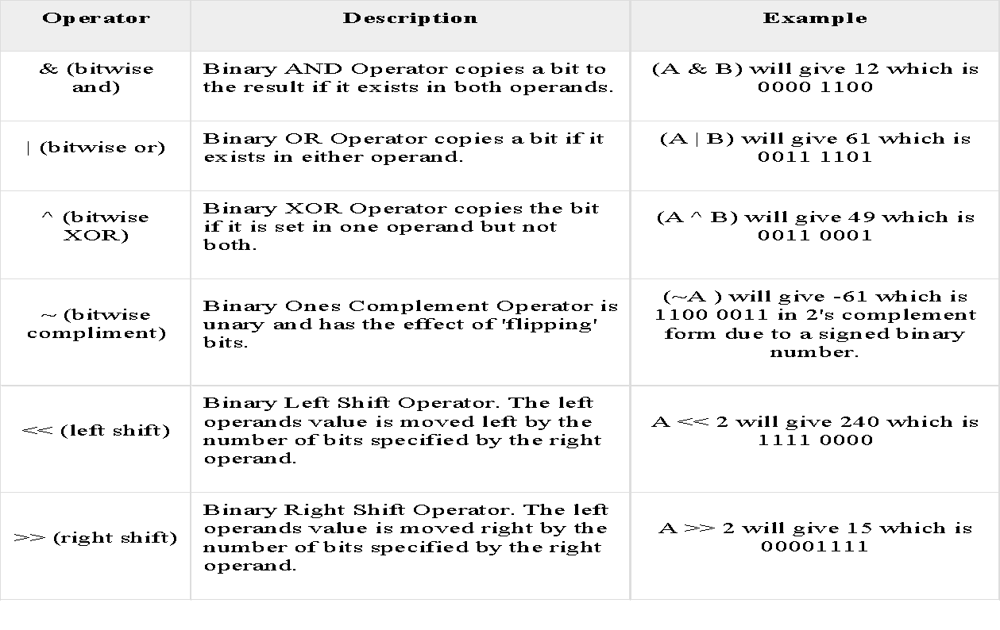 Operator Description Example
& (bitwise
and)
Binary AND Operator copies a bit to
the result if it exists in both operands.
(A & B) will give 12 which is
0000 1100
| (bitwise or)
Binary OR Operator copies a bit if it
exists in either operand.
(A | B) will give 61 which is
0011 1101
^ (bitwise
XOR)
Binary XOR Operator copies the bit
if it is set in one operand but not
both.
(A ^ B) will give 49 which is
0011 0001
~ (bitwise
compliment)
Binary Ones Complement Operator is
unary and has the effect of 'flipping'
bits.
(~A ) will give -61 which is
1100 0011 in 2's complement
form due to a signed binary
number.
<< (left shift)
Binary Left Shift Operator. The left
operands value is moved left by the
number of bits specified by the right
operand.
A << 2 will give 240 which is
1111 0000
>> (right shift)
Binary Right Shift Operator. The left
operands value is moved right by the
number of bits specified by the right
operand.
A >> 2 will give 15 which is
00001111